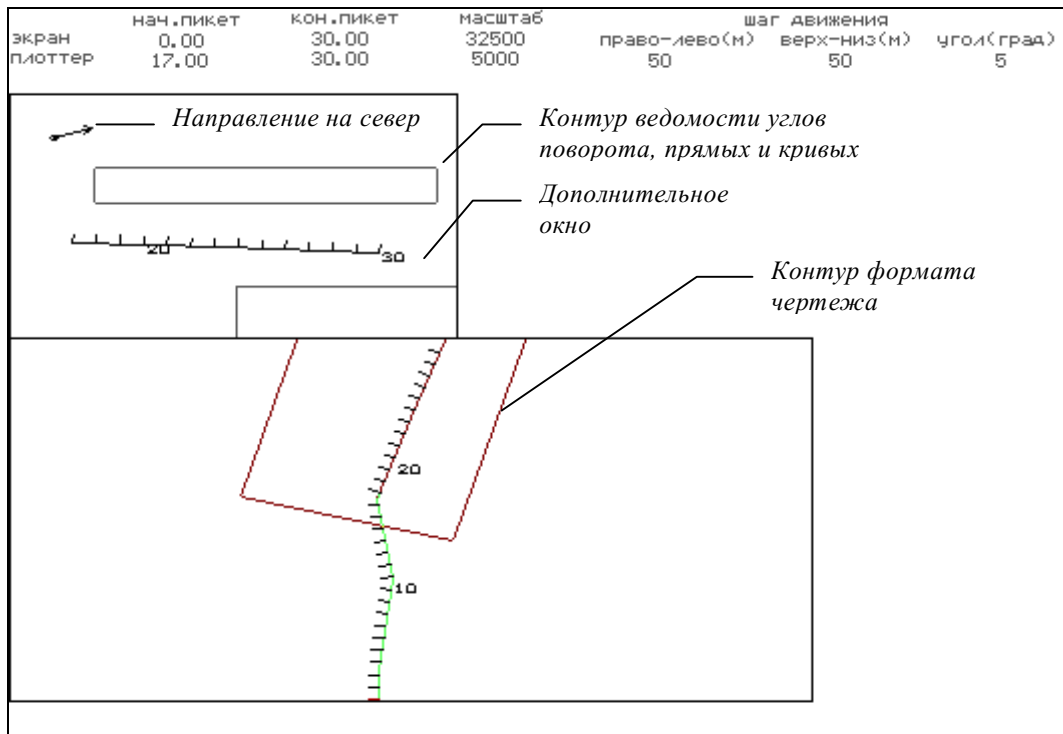 нач.пикет кон.пикет масштаб шаг движения
экран 0.00 30.00 32500 право-лево(м) верх-низ(м) угол(град)
плоттер 17.00 30.00 5000 50 50 5
Направление на север
Контур ведомости углов
поворота, прямых и кривых
Дополнительное
окно
20
30
Контур формата
чертежа
20
10